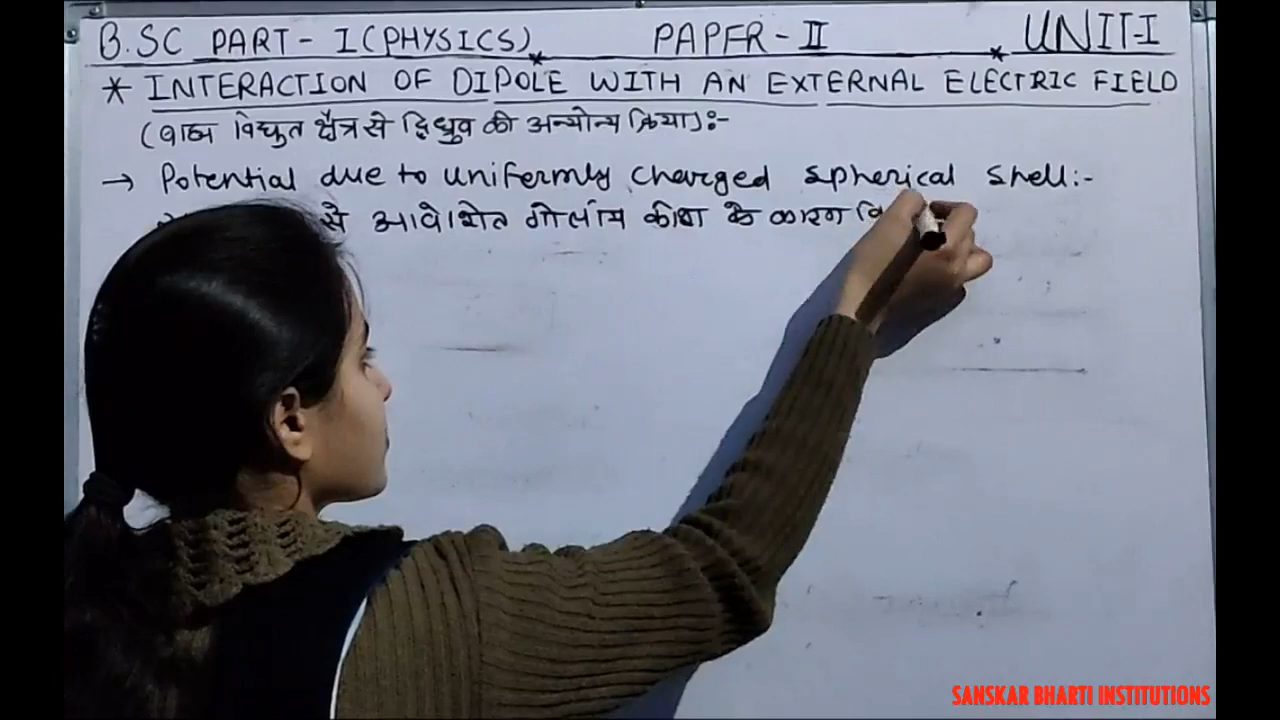 B.SC PART - I (PHYSICS) PAPER - II UNIT-I
* INTERACTION OF DIPOLE WITH AN EXTERNAL ELECTRIC FIELD
(वाह्य विद्युत क्षैत्र से द्विध्रुव की अन्योन्य क्रिया) :-
→ Potential due to uniformly charged spherical shell:-
से आवेशित गोलीय कोश के कारण वि
SANSKAR BHARTI INSTITUTIONS